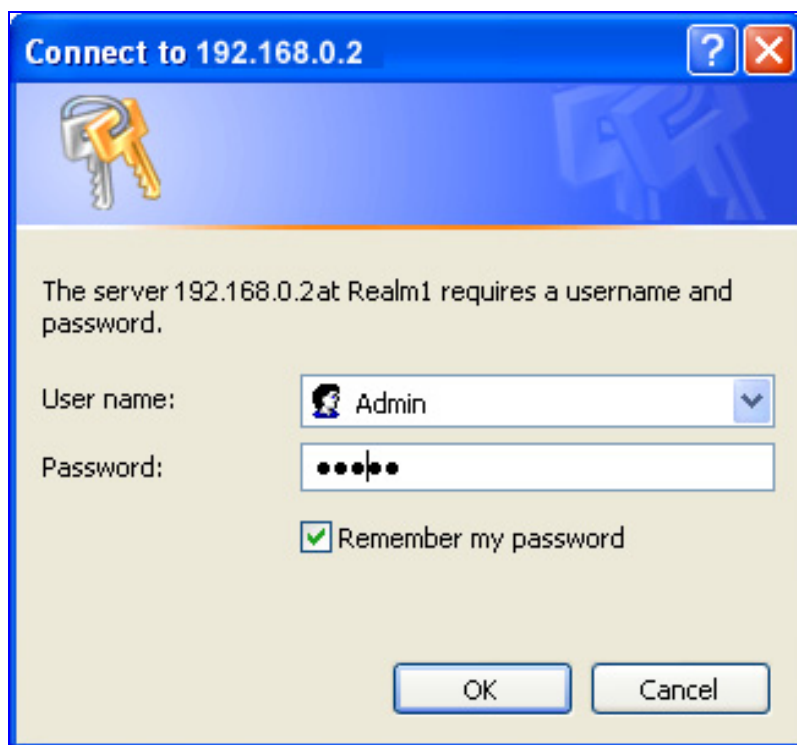 Connect to 192.168.0.2
?
The server 192.168.0.2at Realm1 requires a username and
password.
User name:
Admin
Password:
•••••
Remember my password
OK
Cancel